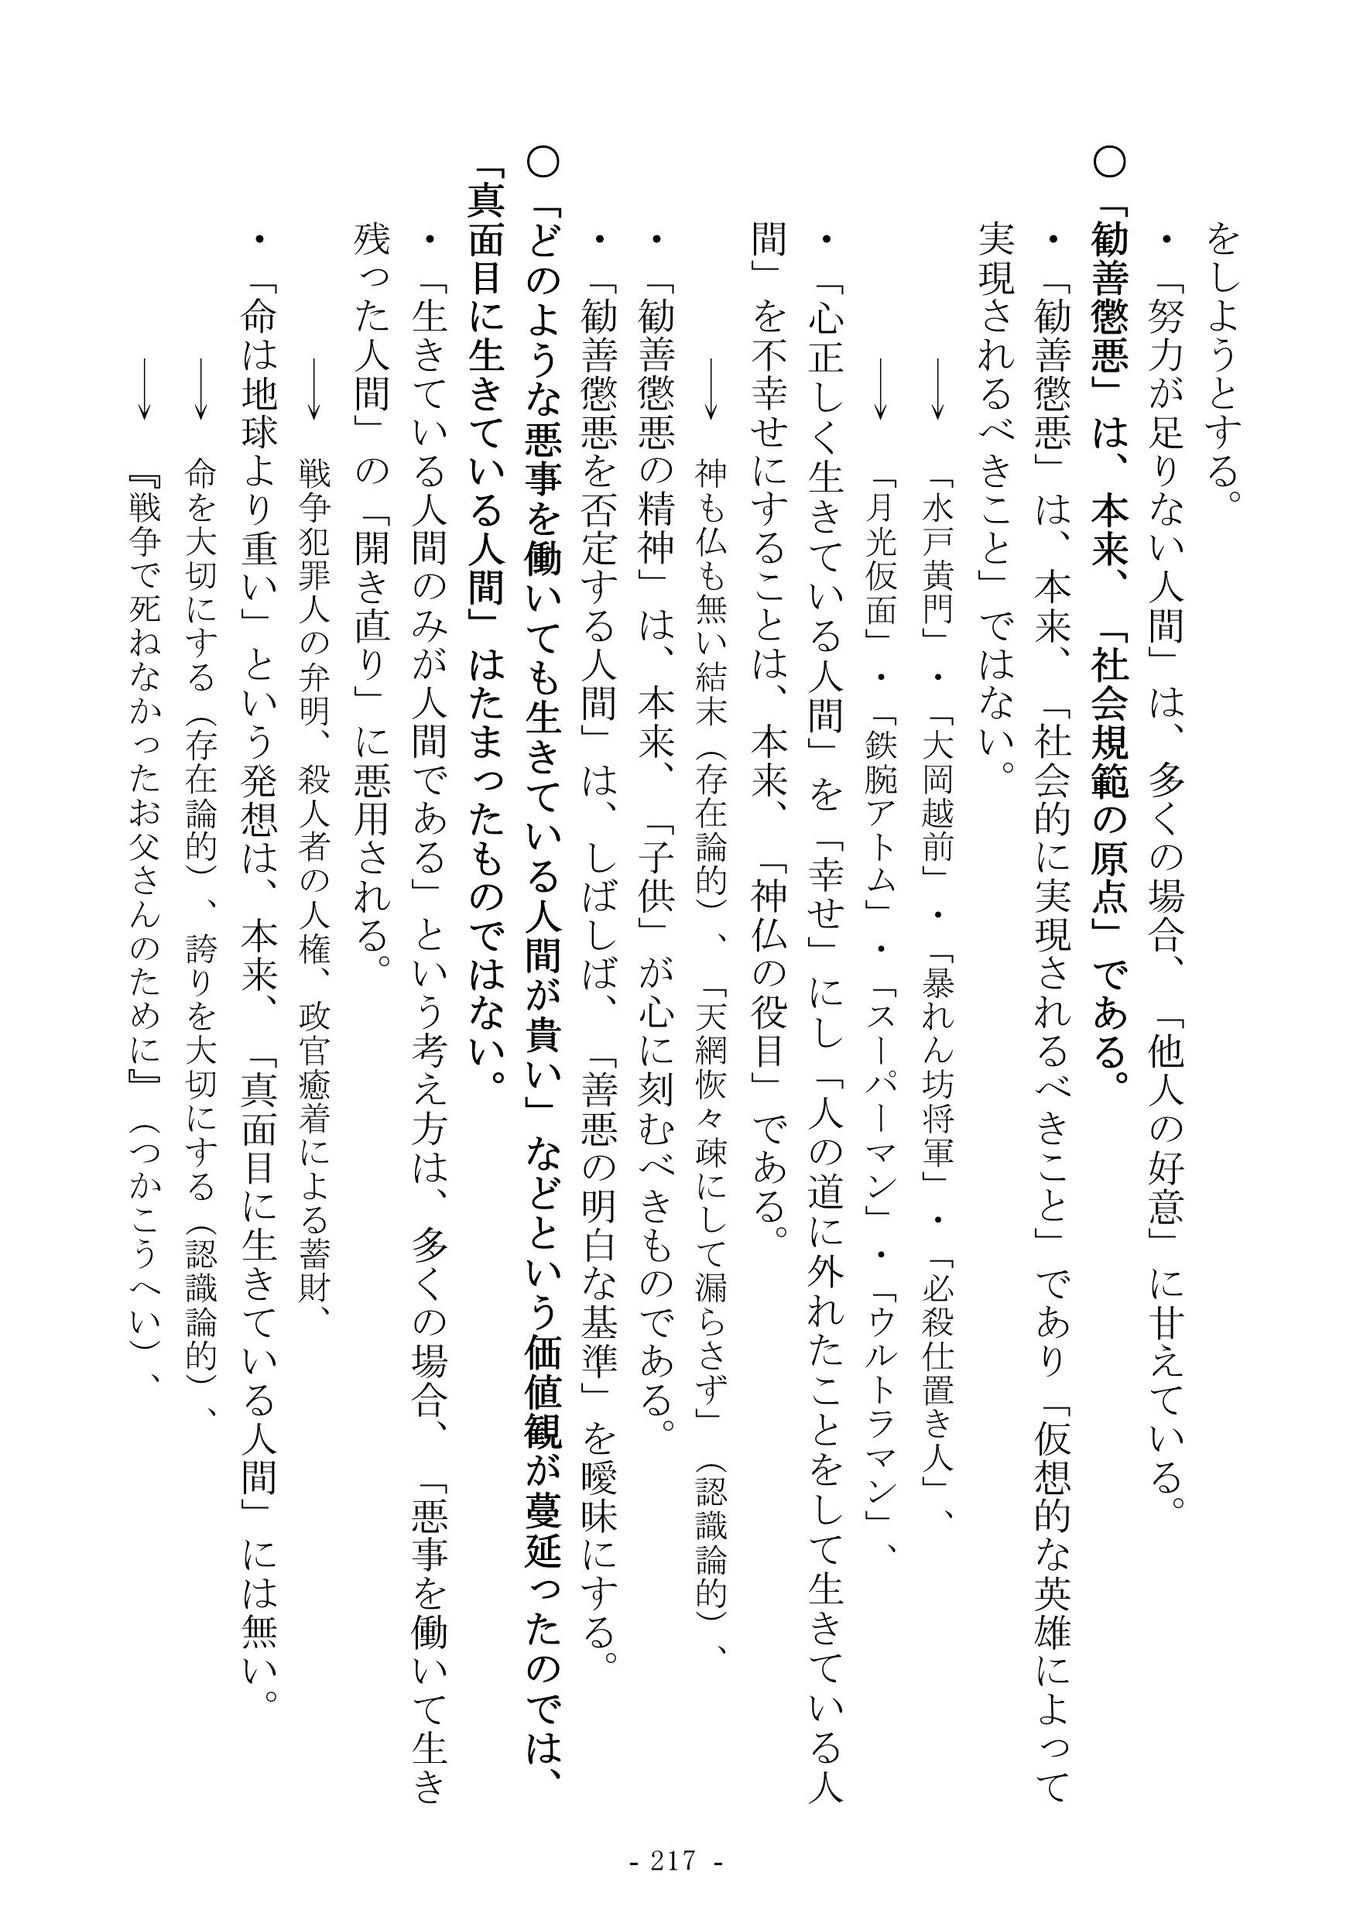 をしようとする。
・「努力が足りない人間」は、多くの場合、「他人の好意」に甘えている。
○「勧善懲悪」は、本来、「社会規範の原点」である。
・「勧善懲悪」は、本来、「社会的に実現されるべきこと」であり「仮想的な英雄によって
実現されるべきこと」ではない。
→「水戸黄門」・「大岡越前」・「暴れん坊将軍」・「必殺仕置き人」、
→「月光仮面」・「鉄腕アトム」・「スーパーマン」・「ウルトラマン」、
・「心正しく生きている人間」を「幸せ」にし「人の道に外れたことをして生きている人
間」を不幸せにすることは、本来、「神仏の役目」である。
→　神も仏も無い結末（存在論的）、「天網恢々疎にして漏らさず」（認識論的）、
・「勧善懲悪の精神」は、本来、「子供」が心に刻むべきものである。
・「勧善懲悪を否定する人間」は、しばしば、「善悪の明白な基準」を曖昧にする。
○「どのような悪事を働いても生きている人間が貴い」などという価値観が蔓延ったのでは、
「真面目に生きている人間」はたまったものではない。
・「生きている人間のみが人間である」という考え方は、多くの場合、「悪事を働いて生き
残った人間」の「開き直り」に悪用される。
→　戦争犯罪人の弁明、殺人者の人権、政官癒着による蓄財、
・「命は地球より重い」という発想は、本来、「真面目に生きている人間」には無い。
→　命を大切にする（存在論的）、誇りを大切にする（認識論的）、
→『戦争で死ねなかったお父さんのために』（つかこうへい）、
- 217 -